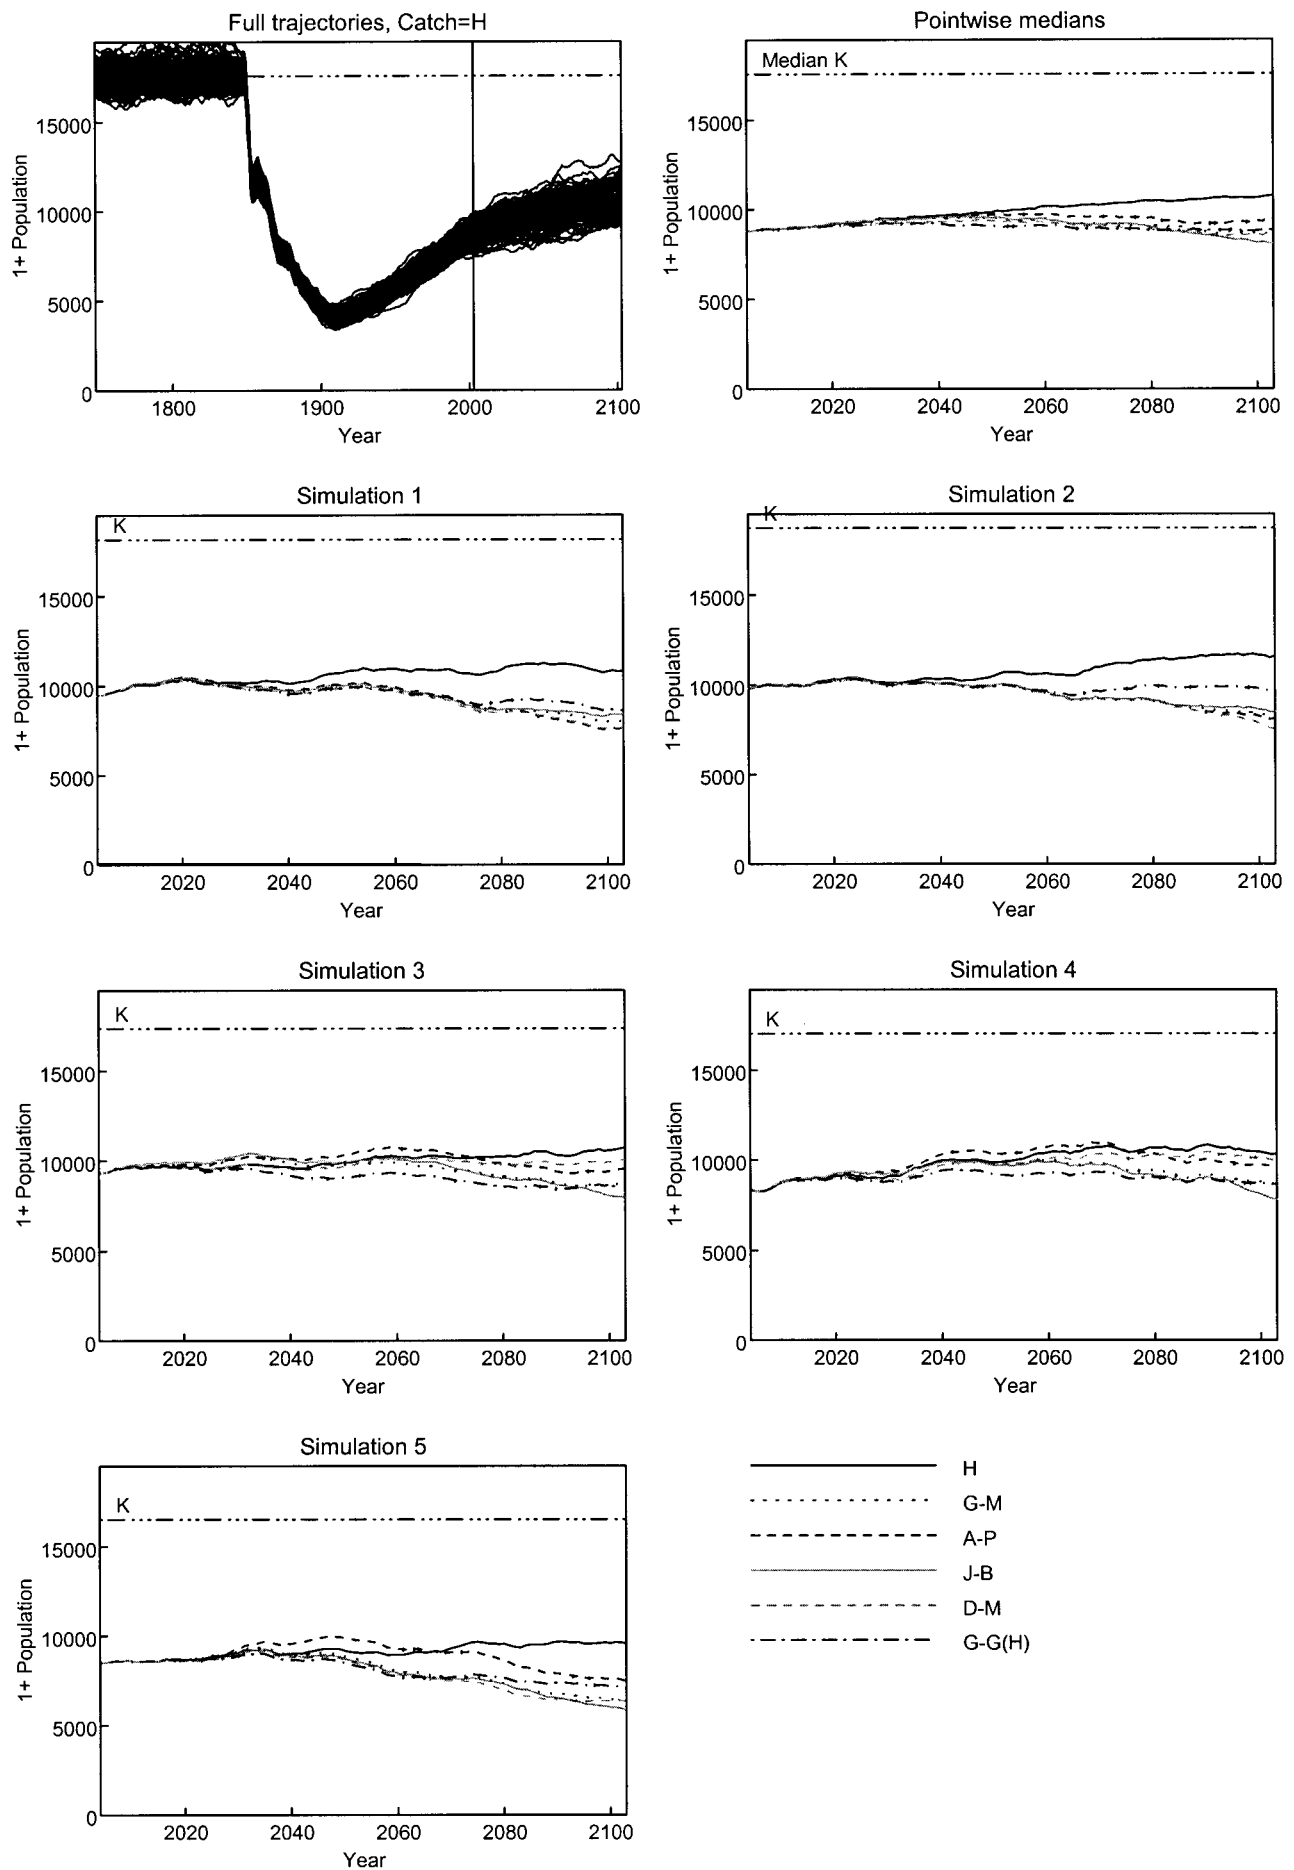 Full trajectories, Catch=H
1+ Population
15000
10000
5000
0
1800
1900
2000
2100
Year
Pointwise medians
Median K
1+ Population
15000
10000
5000
0
2020
2040
2060
2080
2100
Year
Simulation 1
K
1+ Population
15000
10000
5000
0
2020
2040
2060
2080
2100
Year
Simulation 2
K
1+ Population
15000
10000
5000
0
2020
2040
2060
2080
2100
Year
Simulation 3
K
1+ Population
15000
10000
5000
0
2020
2040
2060
2080
2100
Year
Simulation 4
K
1+ Population
15000
10000
5000
0
2020
2040
2060
2080
2100
Year
Simulation 5
K
1+ Population
15000
10000
5000
0
2020
2040
2060
2080
2100
Year
H
G-M
A-P
J-B
D-M
G-G(H)